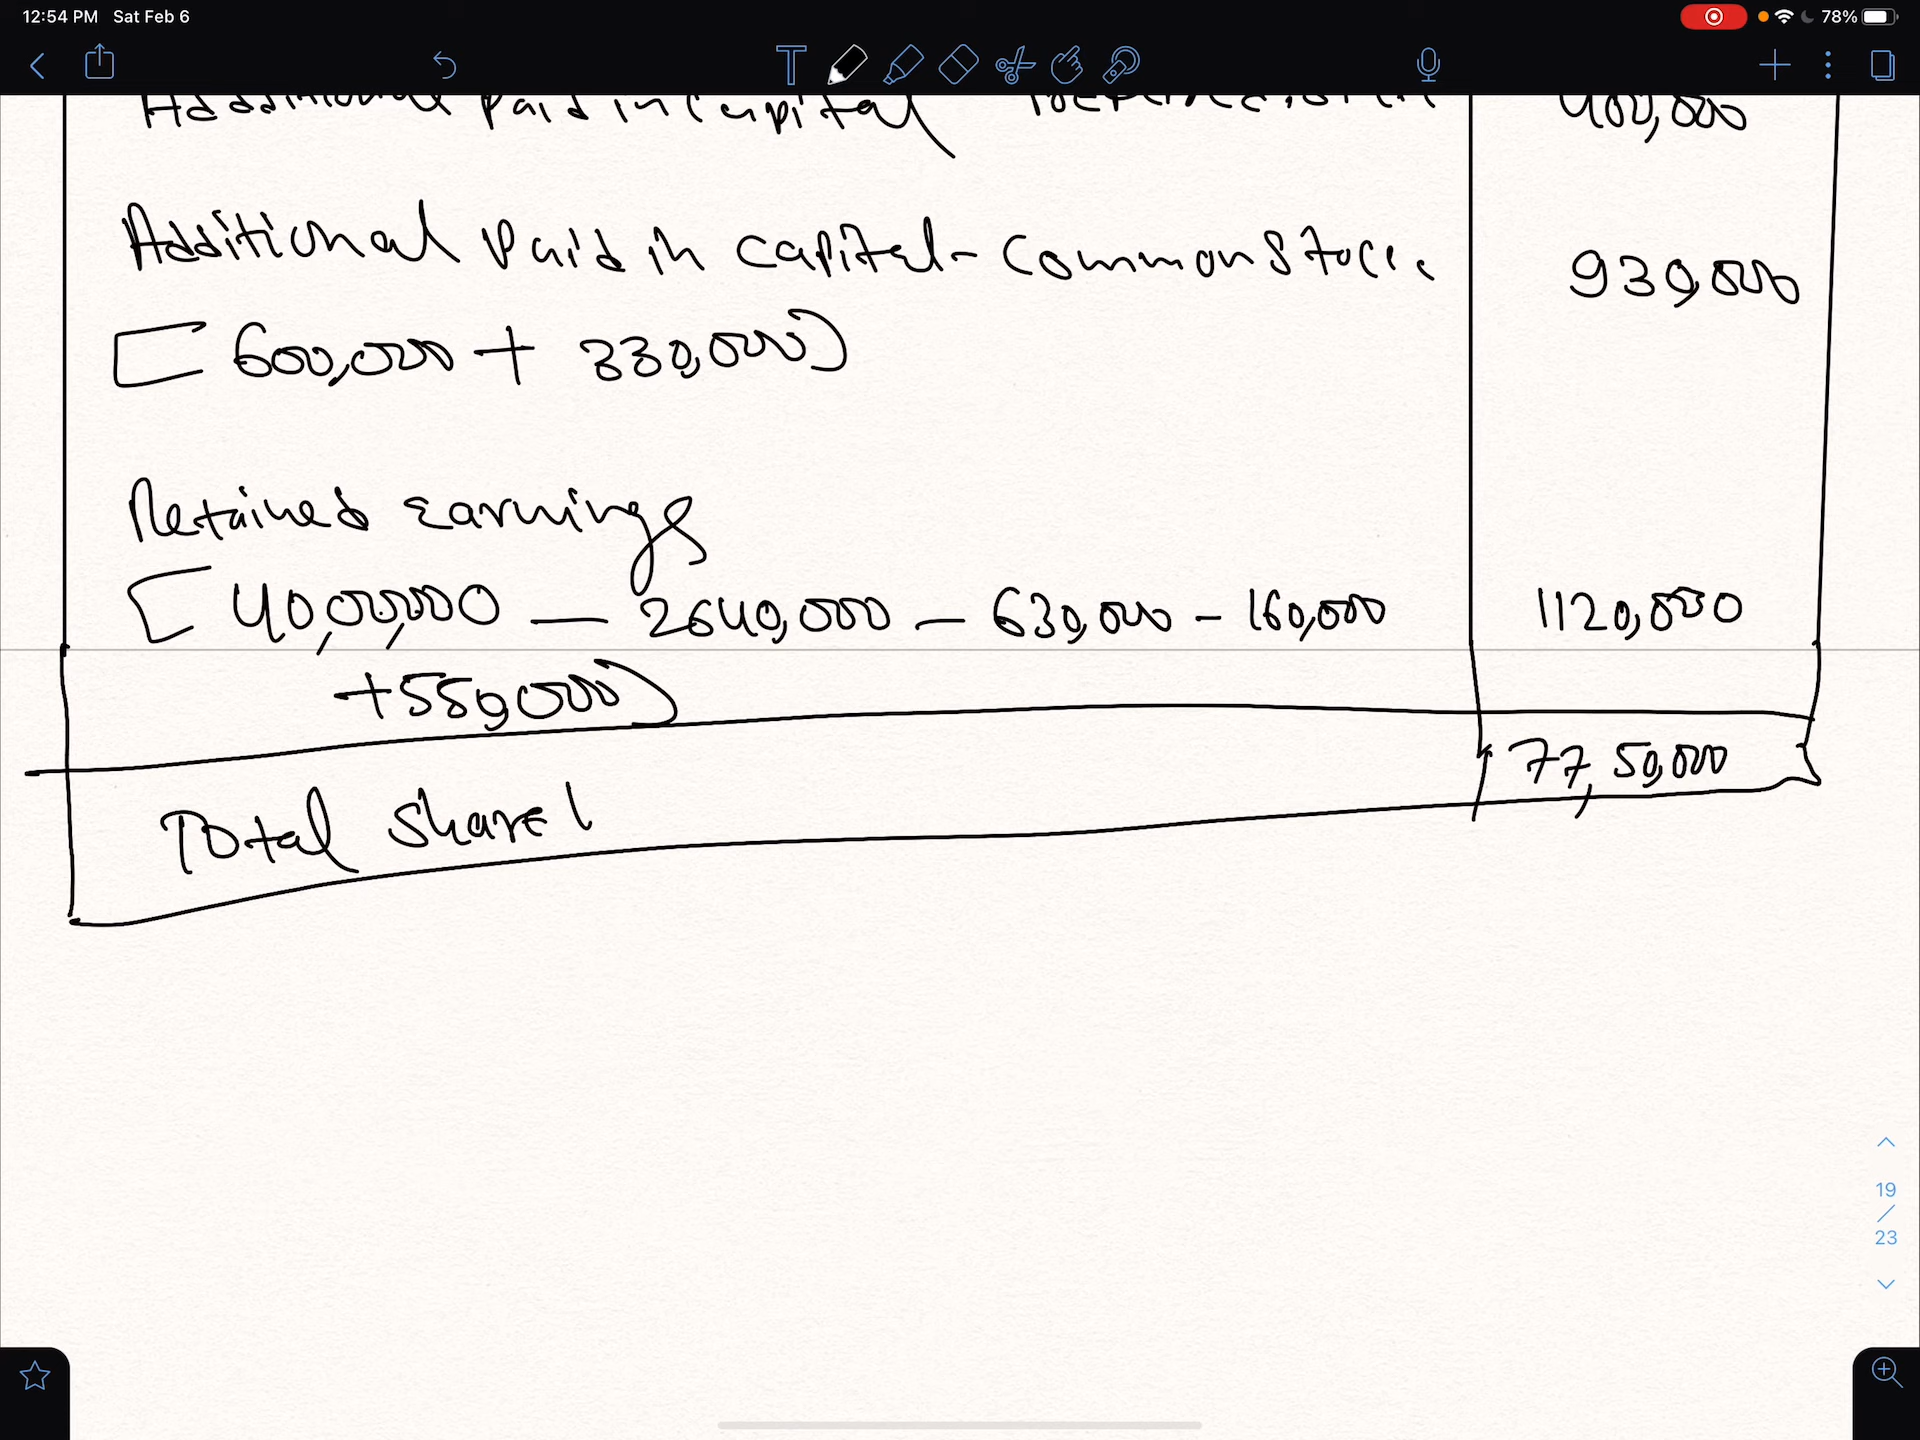 12:54 PM Sat Feb 6
78%
Addditional Paid in Capital 400,000
Additional Paid in Capital - Common Stock 930,000
[600,000 + 330,000)
Retained earnings
[40,00,000 — 2640,000 — 630,000 - 160,000 1120,000
+550,000)
77,50,000
Total Share
19
/
23